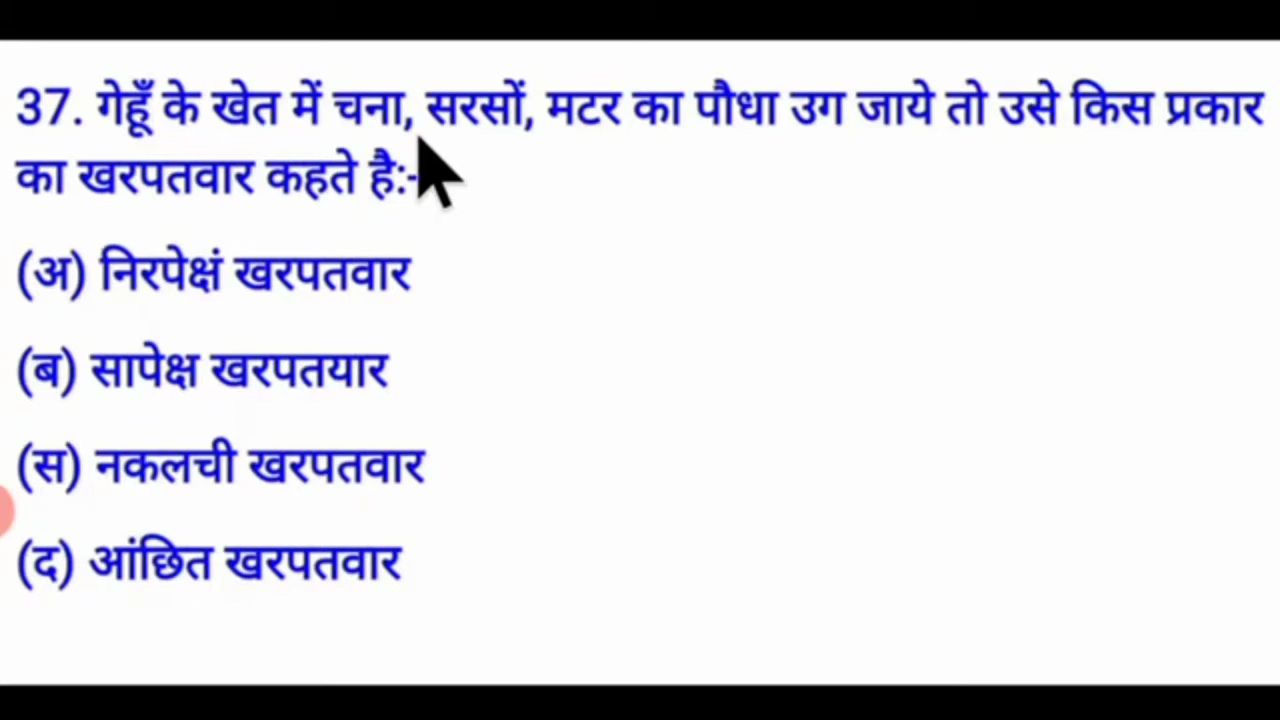 37. गेहूँ के खेत में चना, सरसों, मटर का पौधा उग जाये तो उसे किस प्रकार
का खरपतवार कहते है:-
(अ) निरपेक्षं खरपतवार
(ब) सापेक्ष खरपतयार
(स) नकलची खरपतवार
(द) आंछित खरपतवार